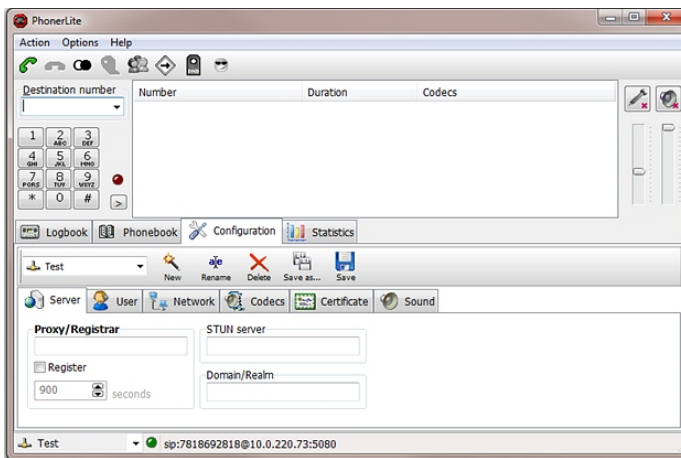 PhonerLite
Action Options Help
Destination number
Number Duration Codecs
1 2 ABC 3 DEF
4 GHI 5 JKL 6 MNO
7 PQRS 8 TUV 9 WXYZ
* 0 # >
Logbook Phonebook Configuration Statistics
Test
New Rename Delete Save as... Save
Server User Network Codecs Certificate Sound
Proxy/Registrar STUN server
Register
Domain/Realm
900 seconds
Test sip:7818692818@10.0.220.73:5080